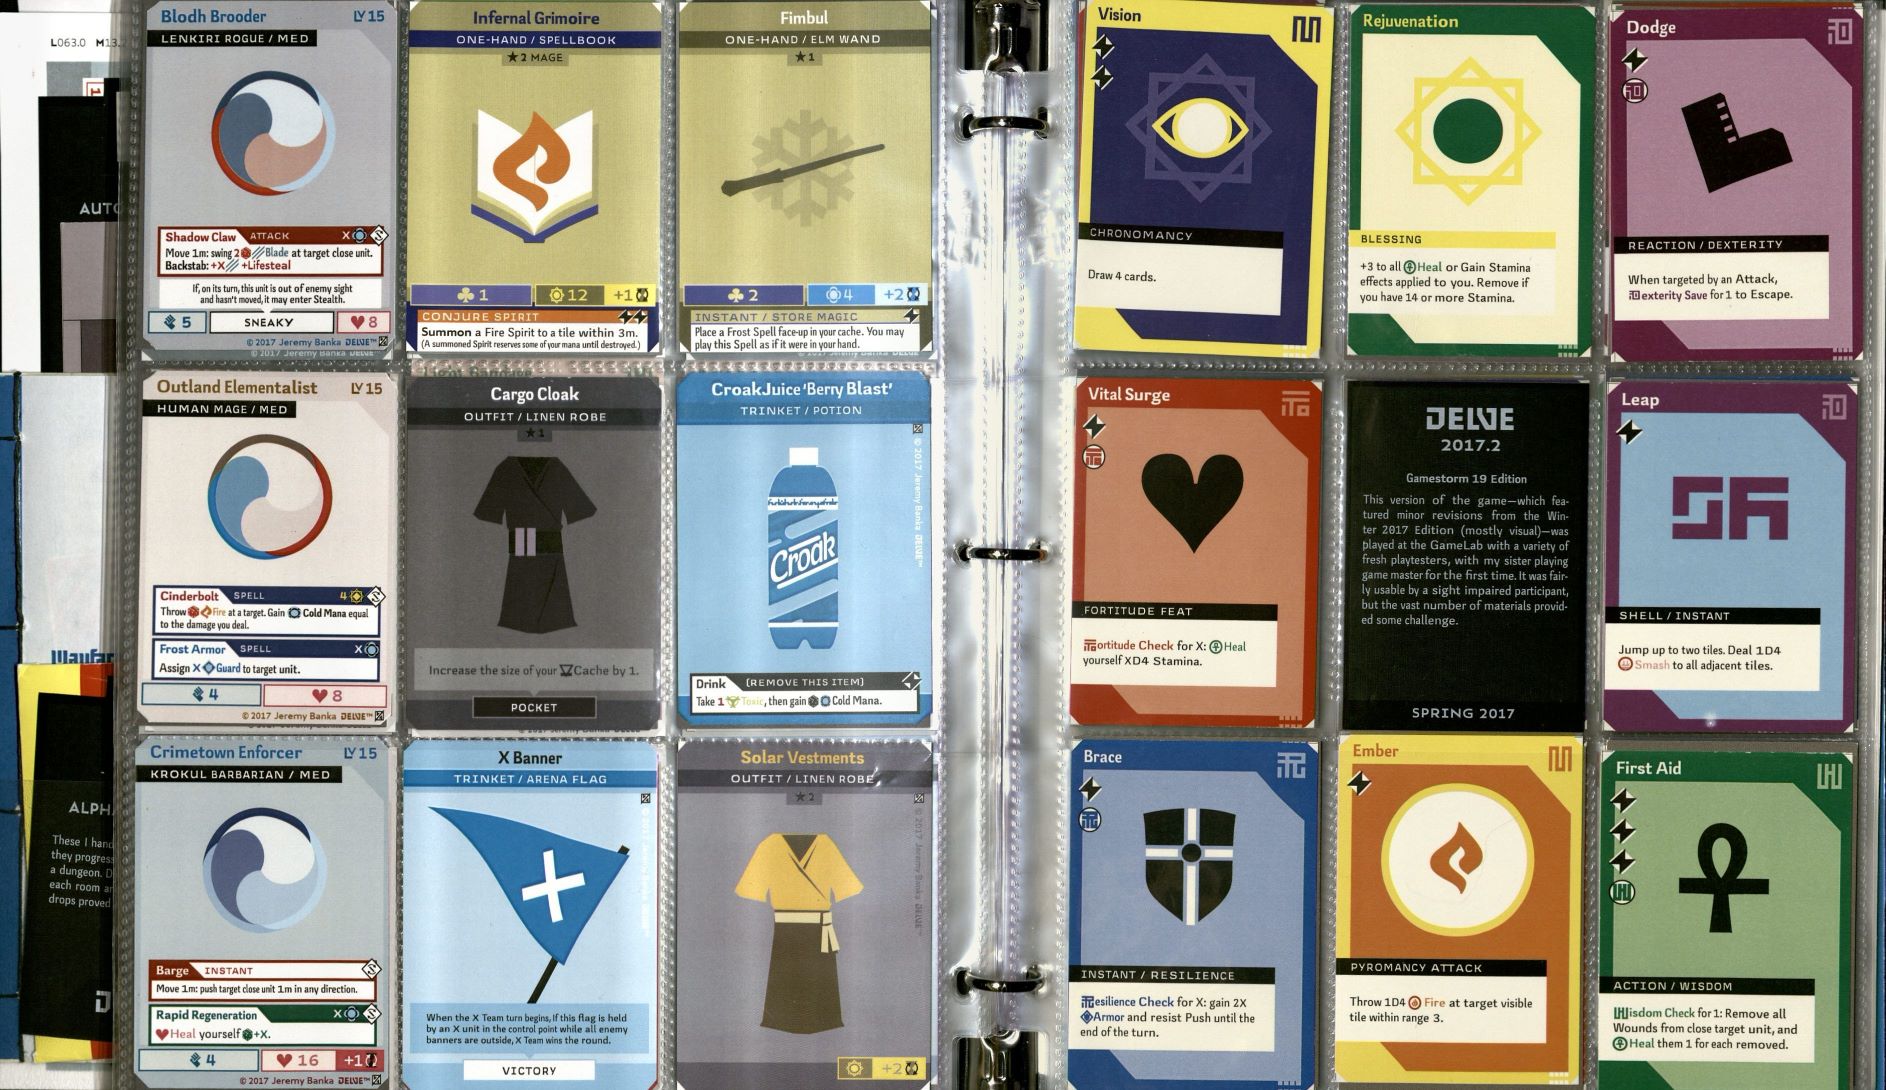 L063.0 M13.
AUTO
Wayfar
ALPH
These I hand
they progress
a dungeon. D
each room a
drops proved
Blodh Brooder LV 15
LENKIRI ROGUE / MED
Shadow Claw ATTACK X
Move 1m: swing 2 Blade at target close unit.
Backstab: +X +Lifesteal
If, on its turn, this unit is out of enemy sight
and hasn't moved, it may enter Stealth.
5 SNEAKY 8
© 2017 Jeremy Banka DELVE™
Infernal Grimoire
ONE-HAND / SPELLBOOK
★2 MAGE
1 12 +1
CONJURE SPIRIT
Summon a Fire Spirit to a tile within 3m.
(A summoned Spirit reserves some of your mana until destroyed.)
Fimbul
ONE-HAND / ELM WAND
★1
2 4 +2
INSTANT / STORE MAGIC
Place a Frost Spell face-up in your cache. You may
play this Spell as if it were in your hand.
Outland Elementalist LV 15
HUMAN MAGE / MED
Cinderbolt SPELL 4
Throw Fire at a target. Gain Cold Mana equal
to the damage you deal.
Frost Armor SPELL X
Assign X Guard to target unit.
4 8
© 2017 Jeremy Banka DELVE™
Cargo Cloak
OUTFIT / LINEN ROBE
★1
Increase the size of your Cache by 1.
POCKET
CroakJuice 'Berry Blast'
TRINKET / POTION
© 2017 Jeremy Banka DELVE™
Croak
Drink [REMOVE THIS ITEM]
Take 1 Toxic, then gain Cold Mana.
Crimetown Enforcer LV 15
KROKUL BARBARIAN / MED
Barge INSTANT
Move 1m: push target close unit 1m in any direction.
Rapid Regeneration X
Heal yourself +X.
4 16 +1
© 2017 Jeremy Banka DELVE™
X Banner
TRINKET / ARENA FLAG
When the X Team turn begins, if this flag is held
by an X unit in the control point while all enemy
banners are outside, X Team wins the round.
VICTORY
Solar Vestments
OUTFIT / LINEN ROBE
★2
© 2017 Jeremy Banka DELVE™
+2
Vision
CHRONOMANCY
Draw 4 cards.
Rejuvenation
BLESSING
+3 to all Heal or Gain Stamina
effects applied to you. Remove if
you have 14 or more Stamina.
Dodge
REACTION / DEXTERITY
When targeted by an Attack,
Dexterity Save for 1 to Escape.
Vital Surge
FORTITUDE FEAT
Fortitude Check for X: Heal
yourself XD4 Stamina.
DELVE
2017.2
Gamestorm 19 Edition
This version of the game—which fea-
tured minor revisions from the Win-
ter 2017 Edition (mostly visual)—was
played at the GameLab with a variety of
fresh playtesters, with my sister playing
game master for the first time. It was fair-
ly usable by a sight impaired participant,
but the vast number of materials provid-
ed some challenge.
SPRING 2017
Leap
SHELL / INSTANT
Jump up to two tiles. Deal 1D4
Smash to all adjacent tiles.
Brace
INSTANT / RESILIENCE
Resilience Check for X: gain 2X
Armor and resist Push until the
end of the turn.
Ember
PYROMANCY ATTACK
Throw 1D4 Fire at target visible
tile within range 3.
First Aid
ACTION / WISDOM
Wisdom Check for 1: Remove all
Wounds from close target unit, and
Heal them 1 for each removed.